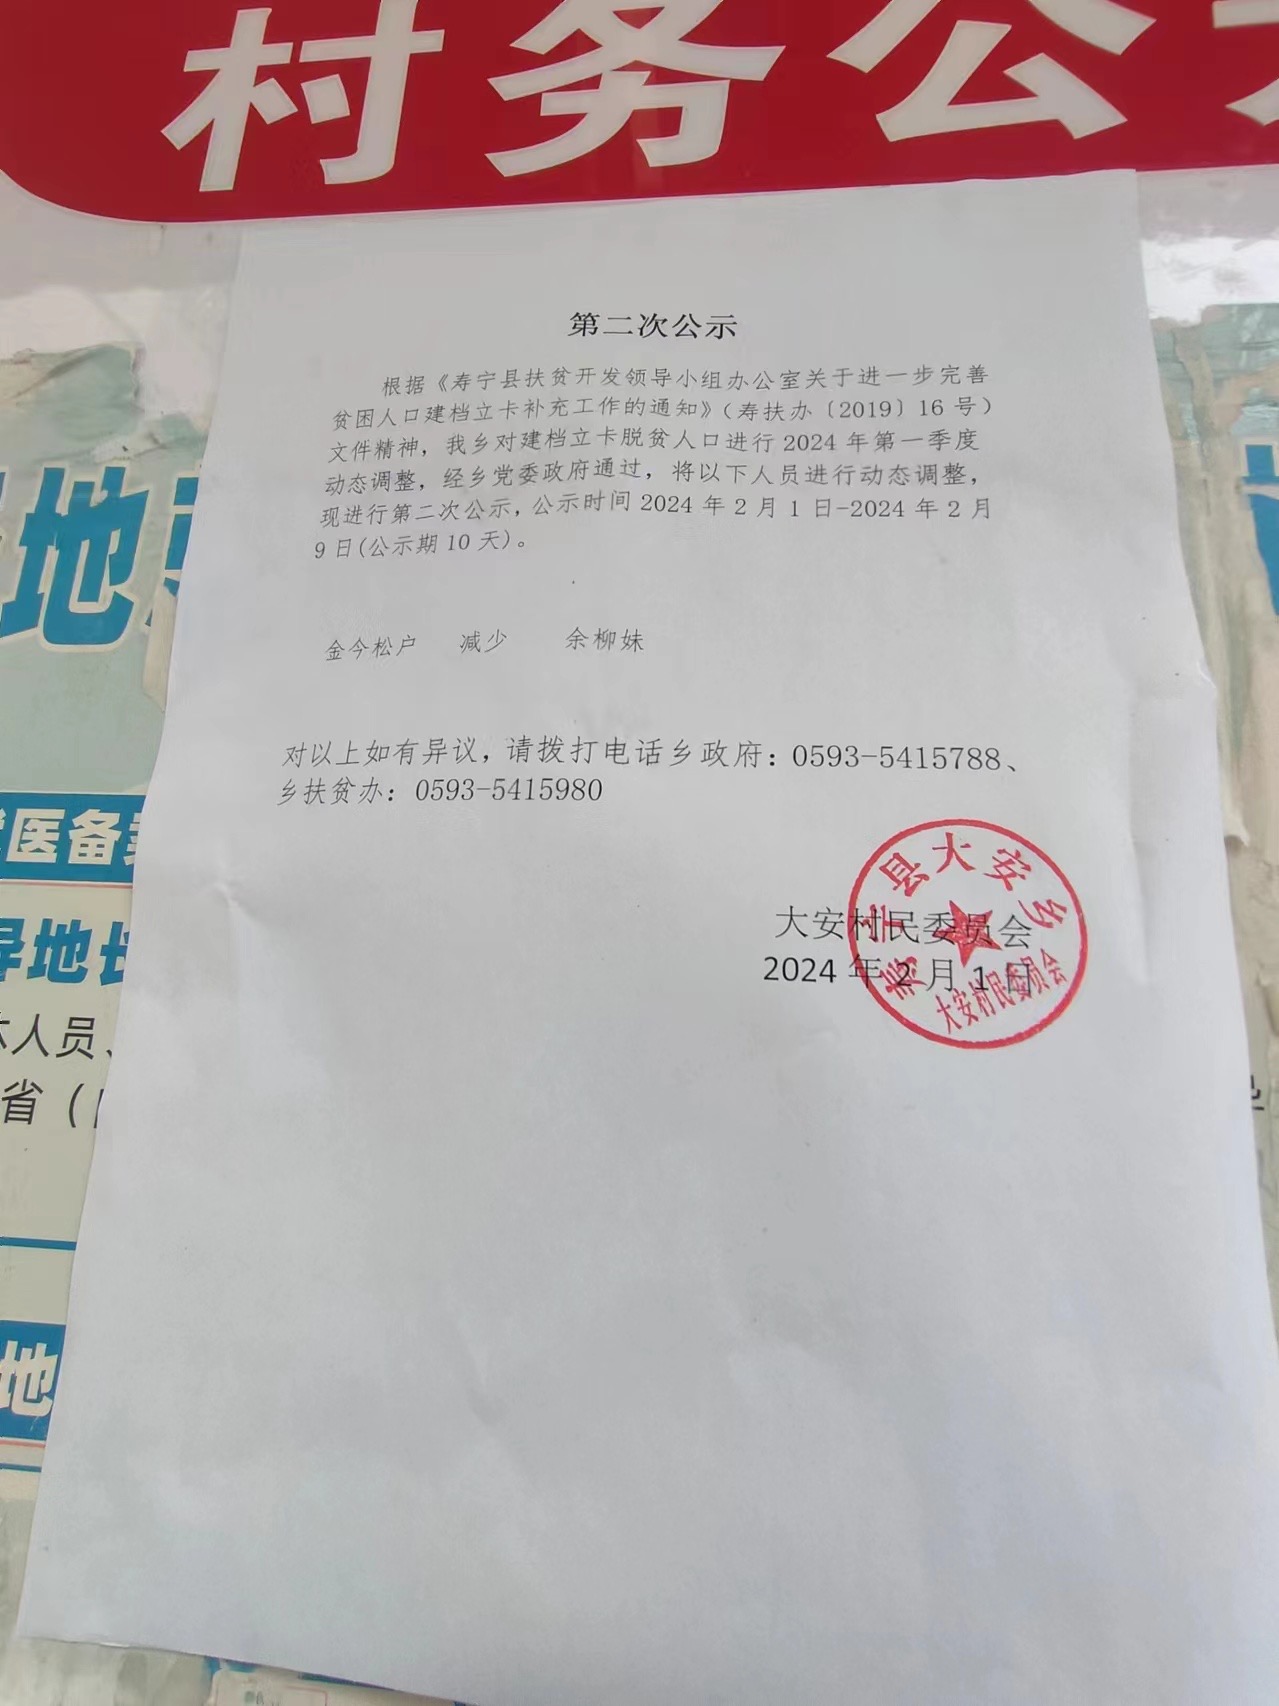 村务公
第二次公示
根据《寿宁县扶贫开发领导小组办公室关于进一步完善
贫困人口建档立卡补充工作的通知》（寿扶办〔2019〕16号）
文件精神，我乡对建档立卡脱贫人口进行2024年第一季度
动态调整，经乡党委政府通过，将以下人员进行动态调整，
现进行第二次公示，公示时间2024年2月1日-2024年2月
9日(公示期10天)。
金今松户 减少 余柳妹
对以上如有异议，请拨打电话乡政府：0593-5415788、
乡扶贫办：0593-5415980
大安村民委员会
2024年2月1日
寿宁县大安乡
大安村民委员会
地
医备
异地长
人员、
省（
地